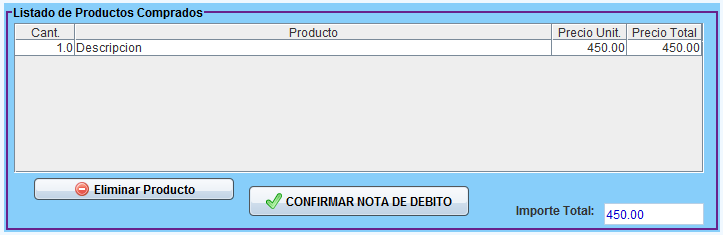 Listado de Productos Comprados
Cant. Producto Precio Unit. Precio Total
1.0 Descripcion 450.00 450.00
Eliminar Producto
CONFIRMAR NOTA DE DEBITO
Importe Total: 450.00